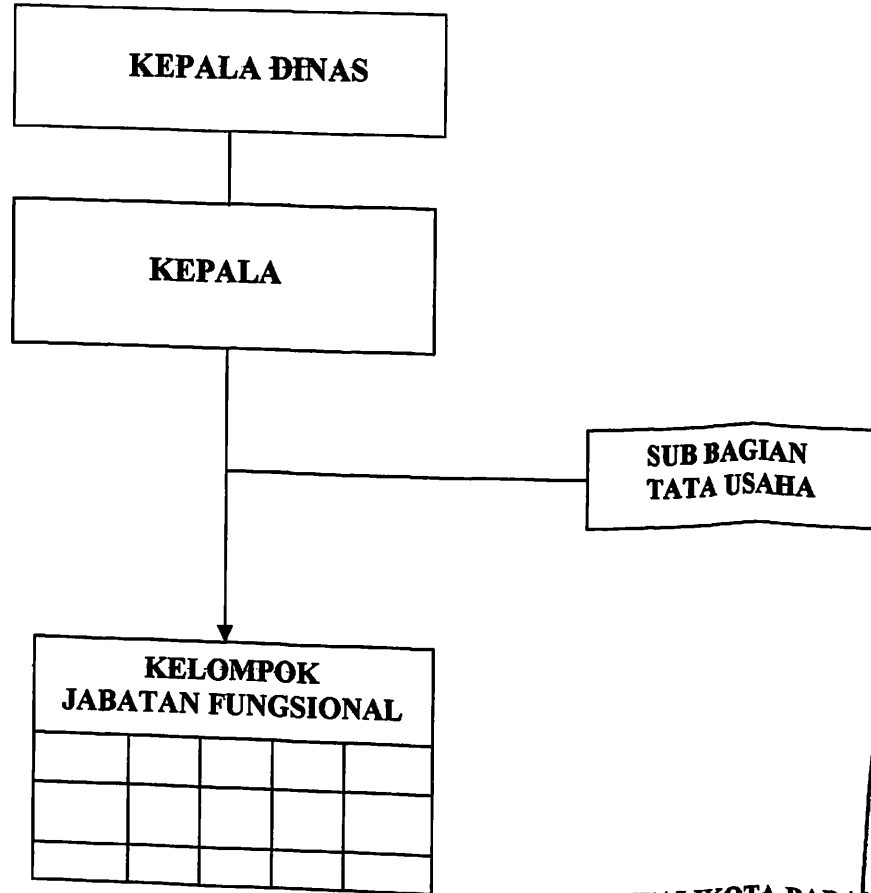 KEPALA DINAS
KEPALA
SUB BAGIAN
TATA USAHA
KELOMPOK
JABATAN FUNGSIONAL